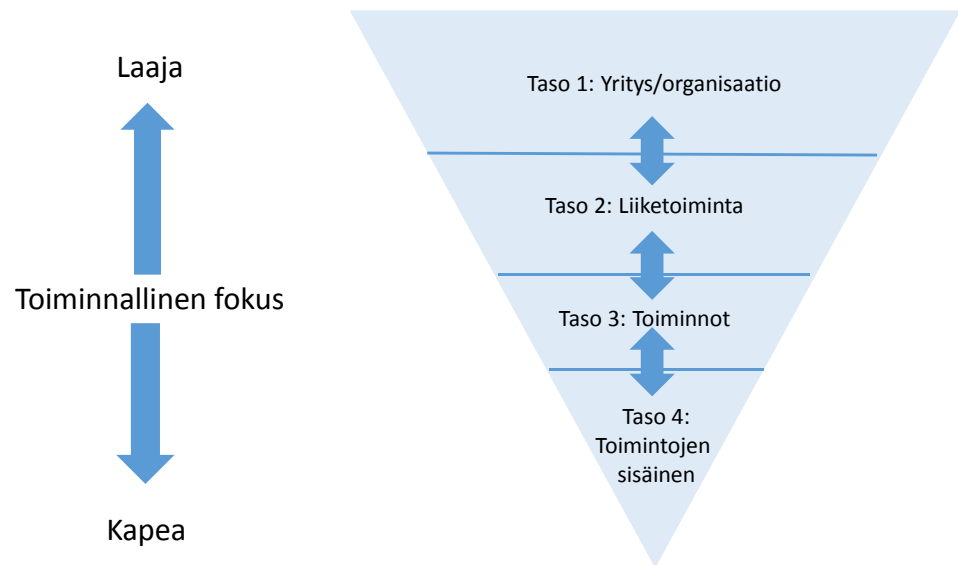 Laaja
Toiminnallinen fokus
Kapea
Taso 1: Yritys/organisaatio
Taso 2: Liiketoiminta
Taso 3: Toiminnot
Taso 4:
Toimintojen
sisäinen